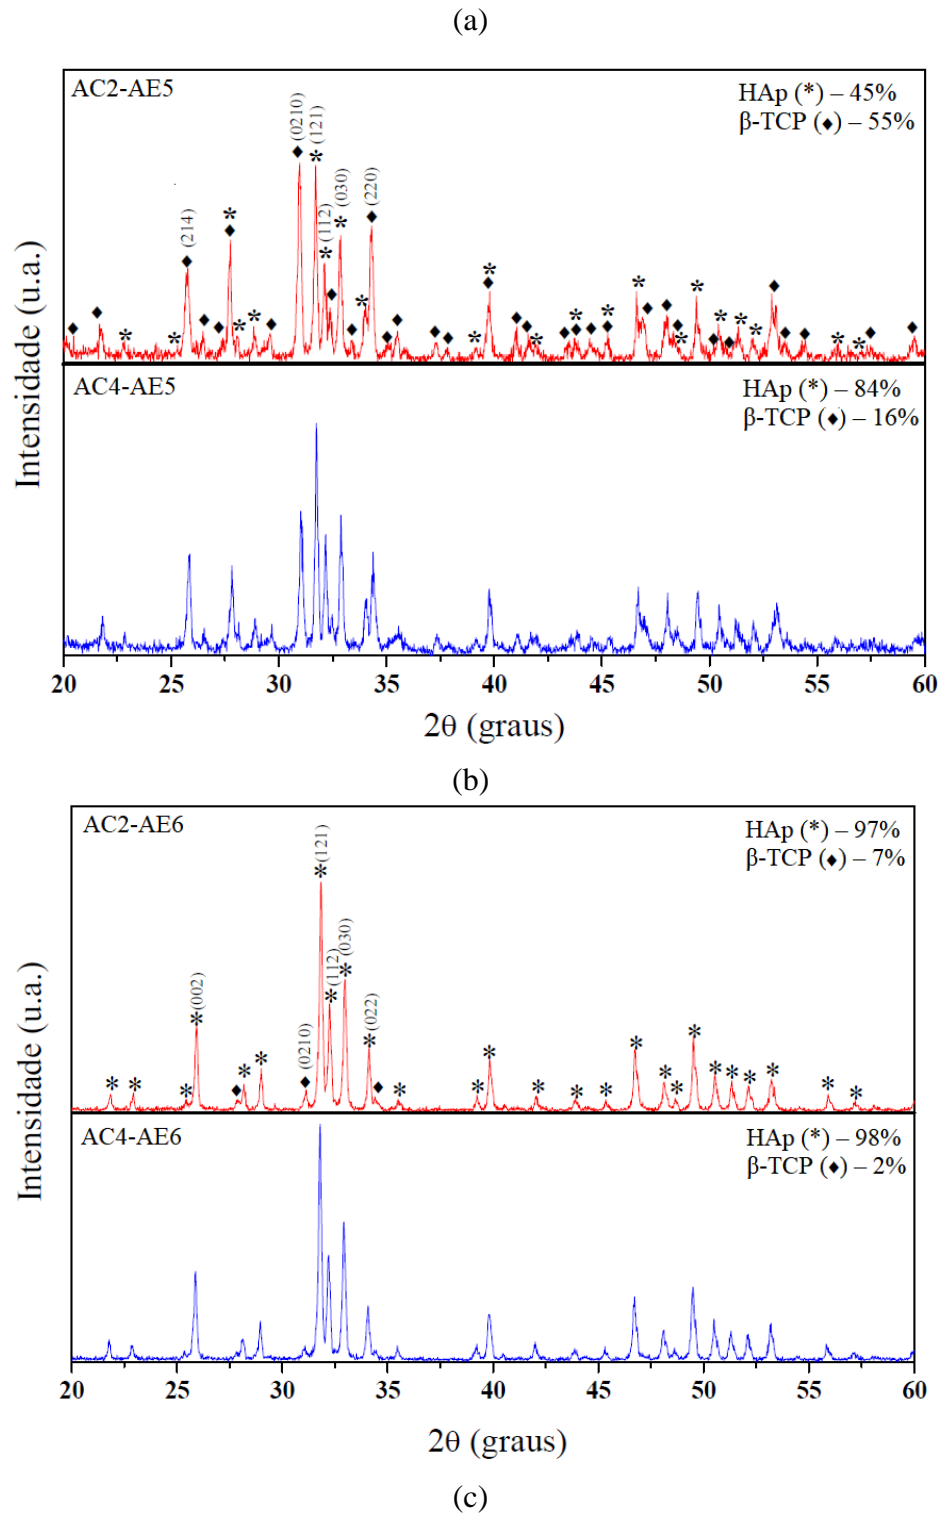 (a)
AC2-AE5
HAp (*) – 45%
β-TCP (♦) – 55%
(214)
(0210)
(121)
(112)
(030)
(220)
AC4-AE5
HAp (*) – 84%
β-TCP (♦) – 16%
Intensidade (u.a.)
20 25 30 35 40 45 50 55 60
2θ (graus)
(b)
AC2-AE6
HAp (*) – 97%
β-TCP (♦) – 7%
(002)
(0210)
(121)
(112)
(030)
(022)
AC4-AE6
HAp (*) – 98%
β-TCP (♦) – 2%
Intensidade (u.a.)
20 25 30 35 40 45 50 55 60
2θ (graus)
(c)